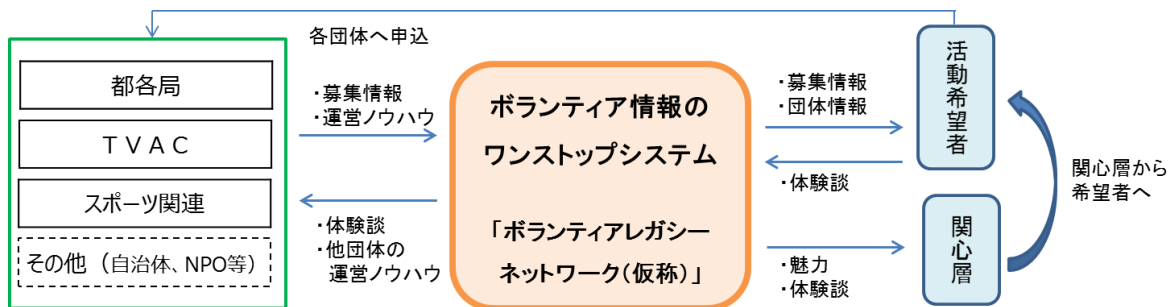 各団体へ申込
都各局
ＴＶＡＣ
スポーツ関連
その他（自治体、NPO等）
・募集情報
・運営ノウハウ
・体験談
・他団体の
運営ノウハウ
ボランティア情報の
ワンストップシステム
「ボランティアレガシー
ネットワーク（仮称）」
・募集情報
・団体情報
・体験談
・魅力
・体験談
活動希望者
関心層
関心層から
希望者へ